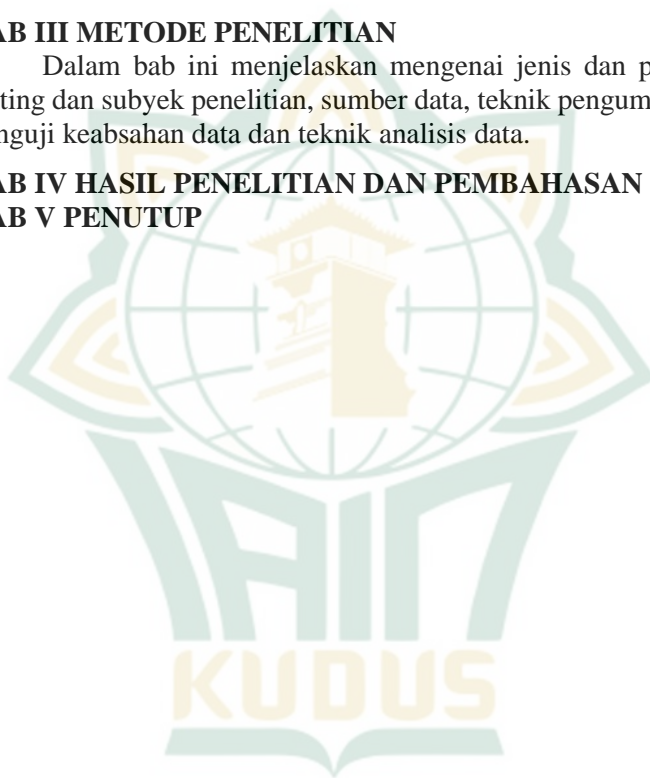 AB III METODE PENELITIAN
Dalam bab ini menjelaskan mengenai jenis dan p
ting dan subyek penelitian, sumber data, teknik pengum
nguji keabsahan data dan teknik analisis data.
AB IV HASIL PENELITIAN DAN PEMBAHASAN
AB V PENUTUP
IAIN
KUDUS